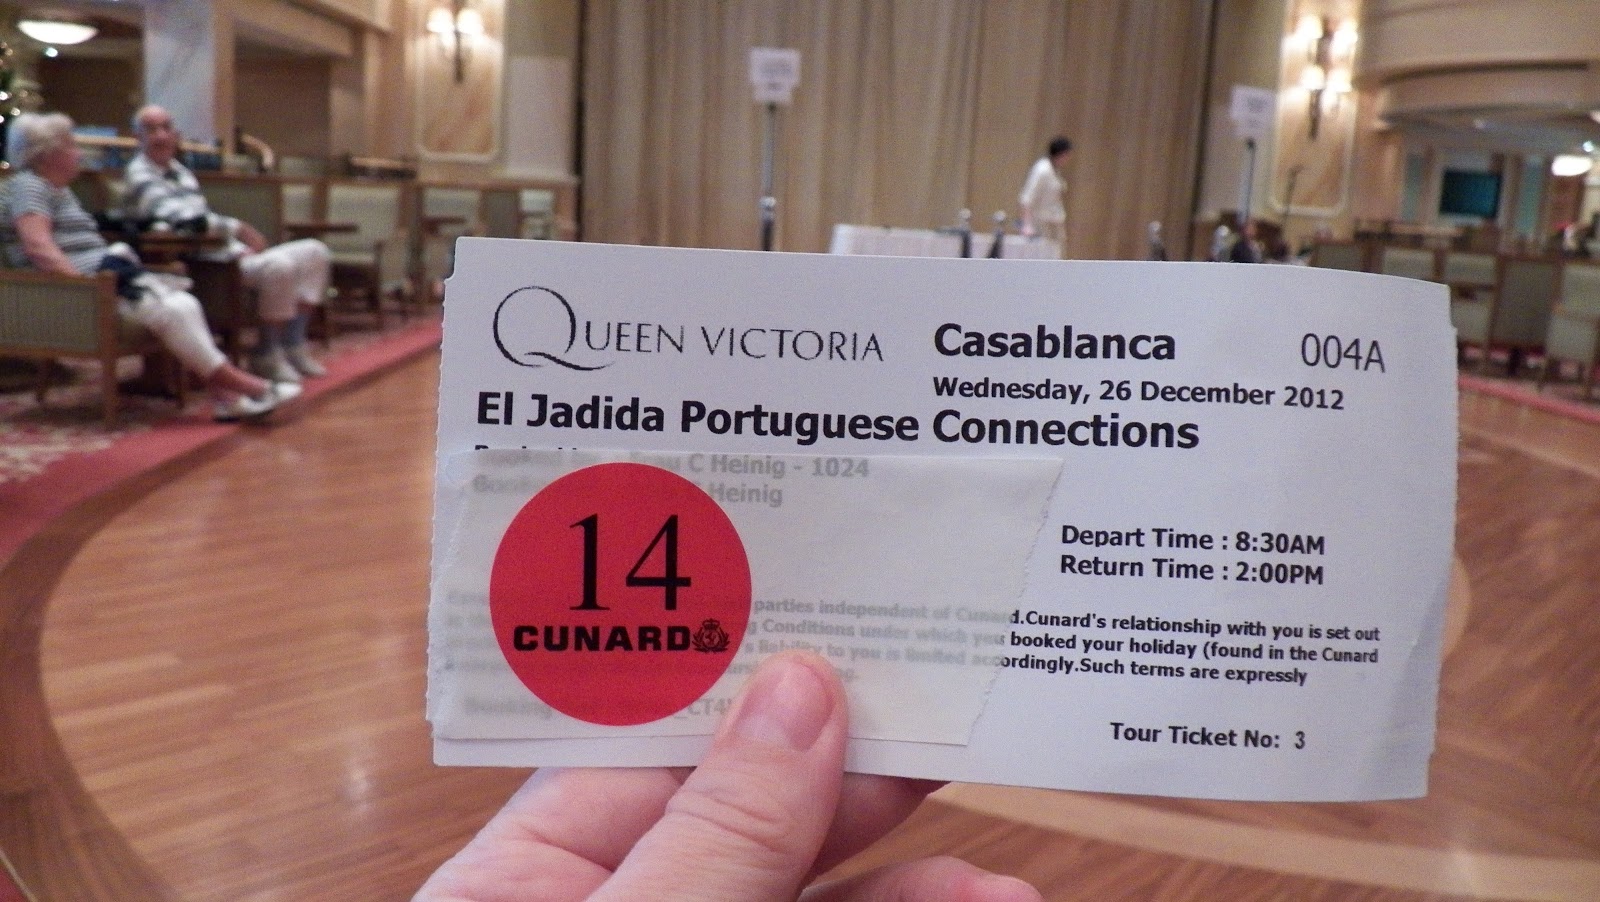 QUEEN VICTORIA
Casablanca
004A
Wednesday, 26 December 2012
El Jadida Portuguese Connections
C Heinig - 1024
Heinig
Depart Time : 8:30AM
Return Time : 2:00PM
14
CUNARD
parties independent of Cunard.Cunard's relationship with you is set out
Conditions under which you booked your holiday (found in the Cunard
liability to you is limited accordingly.Such terms are expressly
Tour Ticket No: 3